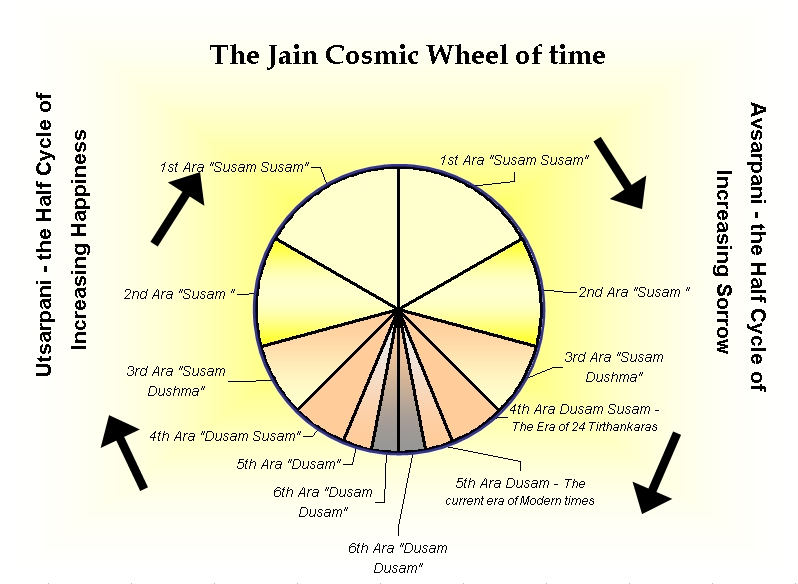 The Jain Cosmic Wheel of time
Utsarpani - the Half Cycle of
Increasing Happiness
Avsarpani - the Half Cycle of
Increasing Sorrow
1st Ara "Susam Susam"
1st Ara "Susam Susam"
2nd Ara "Susam "
2nd Ara "Susam "
3rd Ara "Susam
Dushma"
3rd Ara "Susam
Dushma"
4th Ara "Dusam Susam"
4th Ara Dusam Susam -
The Era of 24 Tirthankaras
5th Ara "Dusam"
5th Ara Dusam - The
current era of Modern times
6th Ara "Dusam
Dusam"
6th Ara "Dusam
Dusam"